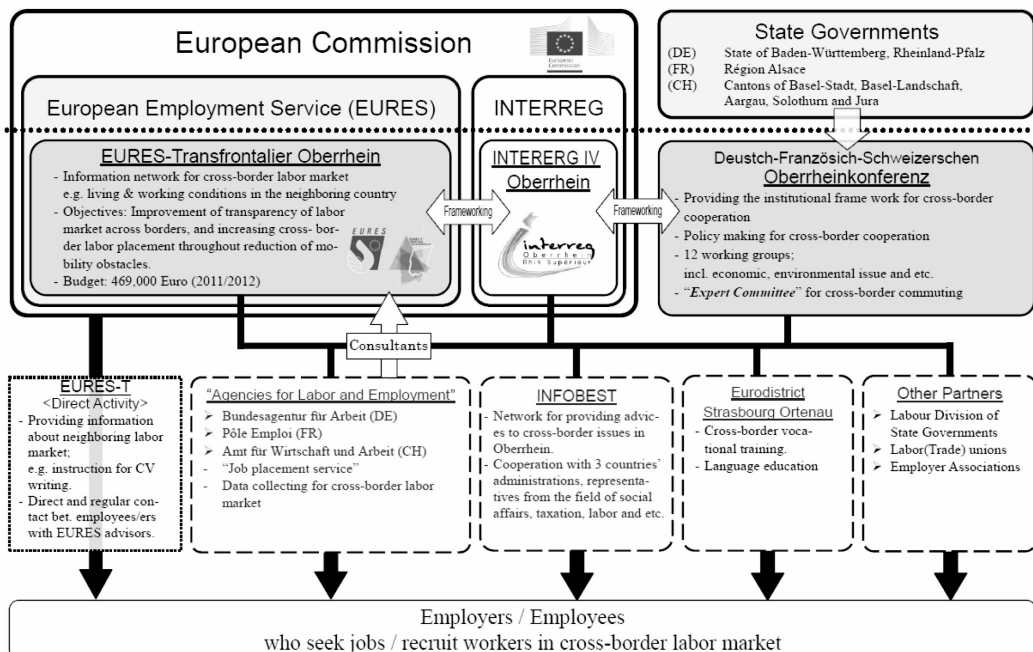 European Commission
European
Commission
State Governments
(DE) State of Baden-Württemberg, Rheinland-Pfalz
(FR) Région Alsace
(CH) Cantons of Basel-Stadt, Basel-Landschaft,
Aargau, Solothurn and Jura
European Employment Service (EURES)
INTERREG
EURES-Transfrontalier Oberrhein
- Information network for cross-border labor market
e.g. living & working conditions in the neighboring country
- Objectives: Improvement of transparency of labor
market across borders, and increasing cross- bor-
der labor placement throughout reduction of mo-
bility obstacles.
- Budget: 469,000 Euro (2011/2012)
EURES
Frameworking
INTERERG IV
Oberrhein
interreg
Oberrhein
Rhin Supérieur
Frameworking
Deustch-Französich-Schweizerschen
Oberrheinkonferenz
- Providing the institutional frame work for cross-border
cooperation
- Policy making for cross-border cooperation
- 12 working groups;
incl. economic, environmental issue and etc.
- "Expert Committee" for cross-border commuting
Consultants
EURES-T
<Direct Activity>
- Providing information
about neighboring labor
market;
e.g. instruction for CV
writing.
- Direct and regular con-
tact bet. employees/ers
with EURES advisors.
"Agencies for Labor and Employment"
➢ Bundesagentur für Arbeit (DE)
➢ Pôle Emploi (FR)
➢ Amt für Wirtschaft und Arbeit (CH)
- "Job placement service"
- Data collecting for cross-border labor
market
INFOBEST
- Network for providing advic-
es to cross-border issues in
Oberrhein.
- Cooperation with 3 countries'
administrations, representa-
tives from the field of social
affairs, taxation, labor and etc.
Eurodistrict
Strasbourg Ortenau
- Cross-border voca-
tional training.
- Language education
Other Partners
➢ Labour Division of
State Governments
➢ Labor(Trade) unions
➢ Employer Associations
Employers / Employees
who seek jobs / recruit workers in cross-border labor market